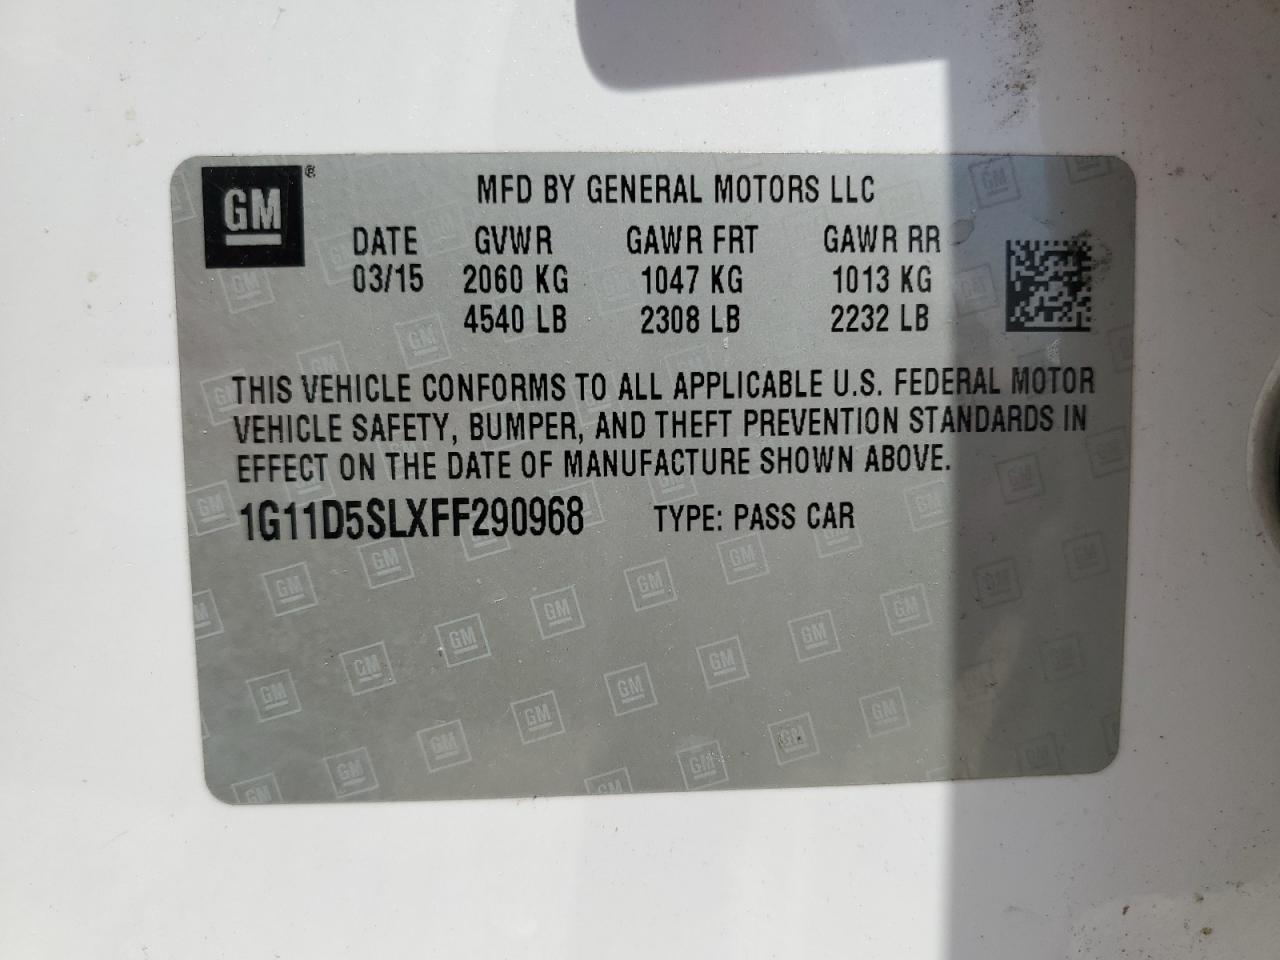 GM ®
MFD BY GENERAL MOTORS LLC
DATE GVWR GAWR FRT GAWR RR
03/15 2060 KG 1047 KG 1013 KG
4540 LB 2308 LB 2232 LB
THIS VEHICLE CONFORMS TO ALL APPLICABLE U.S. FEDERAL MOTOR
VEHICLE SAFETY, BUMPER, AND THEFT PREVENTION STANDARDS IN
EFFECT ON THE DATE OF MANUFACTURE SHOWN ABOVE.
1G11D5SLXFF290968 TYPE: PASS CAR